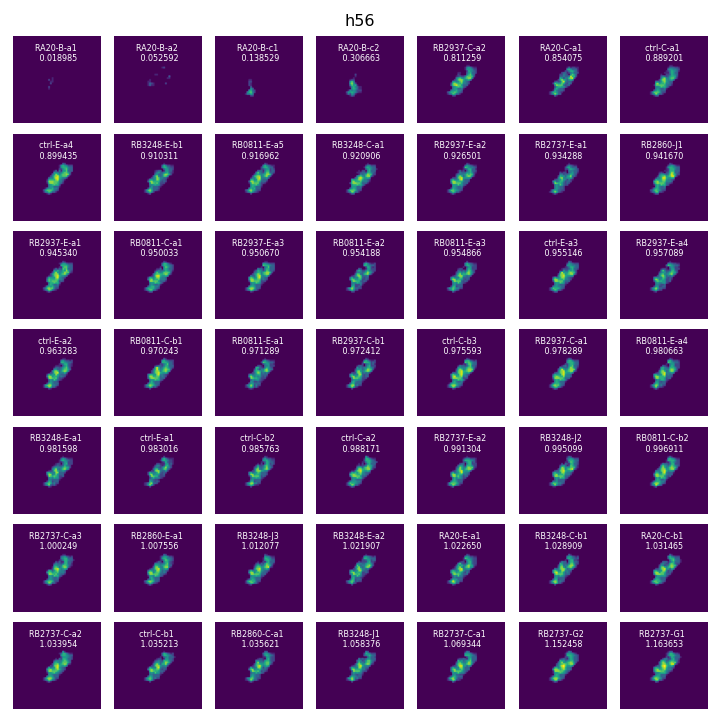 h56
RA20-B-a1
0.018985
RA20-B-a2
0.052592
RA20-B-c1
0.138529
RA20-B-c2
0.306663
RB2937-C-a2
0.811259
RA20-C-a1
0.854075
ctrl-C-a1
0.889201
ctrl-E-a4
0.899435
RB3248-E-b1
0.910311
RB0811-E-a5
0.916962
RB3248-C-a1
0.920906
RB2937-E-a2
0.926501
RB2737-E-a1
0.934288
RB2860-J1
0.941670
RB2937-E-a1
0.945340
RB0811-C-a1
0.950033
RB2937-E-a3
0.950670
RB0811-E-a2
0.954188
RB0811-E-a3
0.954866
ctrl-E-a3
0.955146
RB2937-E-a4
0.957089
ctrl-E-a2
0.963283
RB0811-C-b1
0.970243
RB0811-E-a1
0.971289
RB2937-C-b1
0.972412
ctrl-C-b3
0.975593
RB2937-C-a1
0.978289
RB0811-E-a4
0.980663
RB3248-E-a1
0.981598
ctrl-E-a1
0.983016
ctrl-C-b2
0.985763
ctrl-C-a2
0.988171
RB2737-E-a2
0.991304
RB3248-J2
0.995099
RB0811-C-b2
0.996911
RB2737-C-a3
1.000249
RB2860-E-a1
1.007556
RB3248-J3
1.012077
RB3248-E-a2
1.021907
RA20-E-a1
1.022650
RB3248-C-b1
1.028909
RA20-C-b1
1.031465
RB2737-C-a2
1.033954
ctrl-C-b1
1.035213
RB2860-C-a1
1.035621
RB3248-J1
1.058376
RB2737-C-a1
1.069344
RB2737-G2
1.152458
RB2737-G1
1.163653